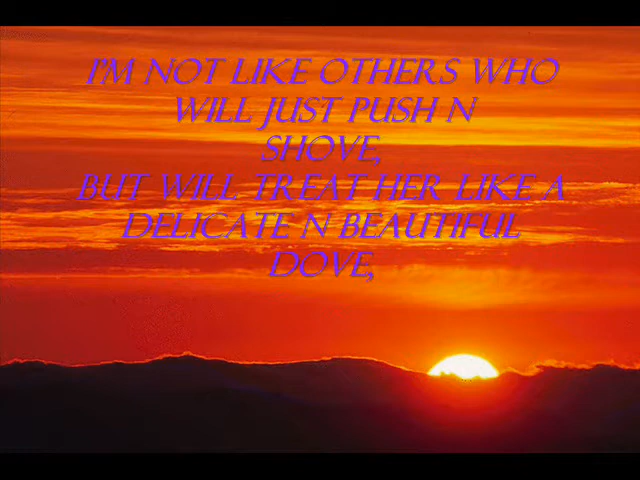 I'M NOT LIKE OTHERS WHO
WILL JUST PUSH N
SHOVE,
BUT WILL TREAT HER LIKE A
DELICATE N BEAUTIFUL
DOVE,